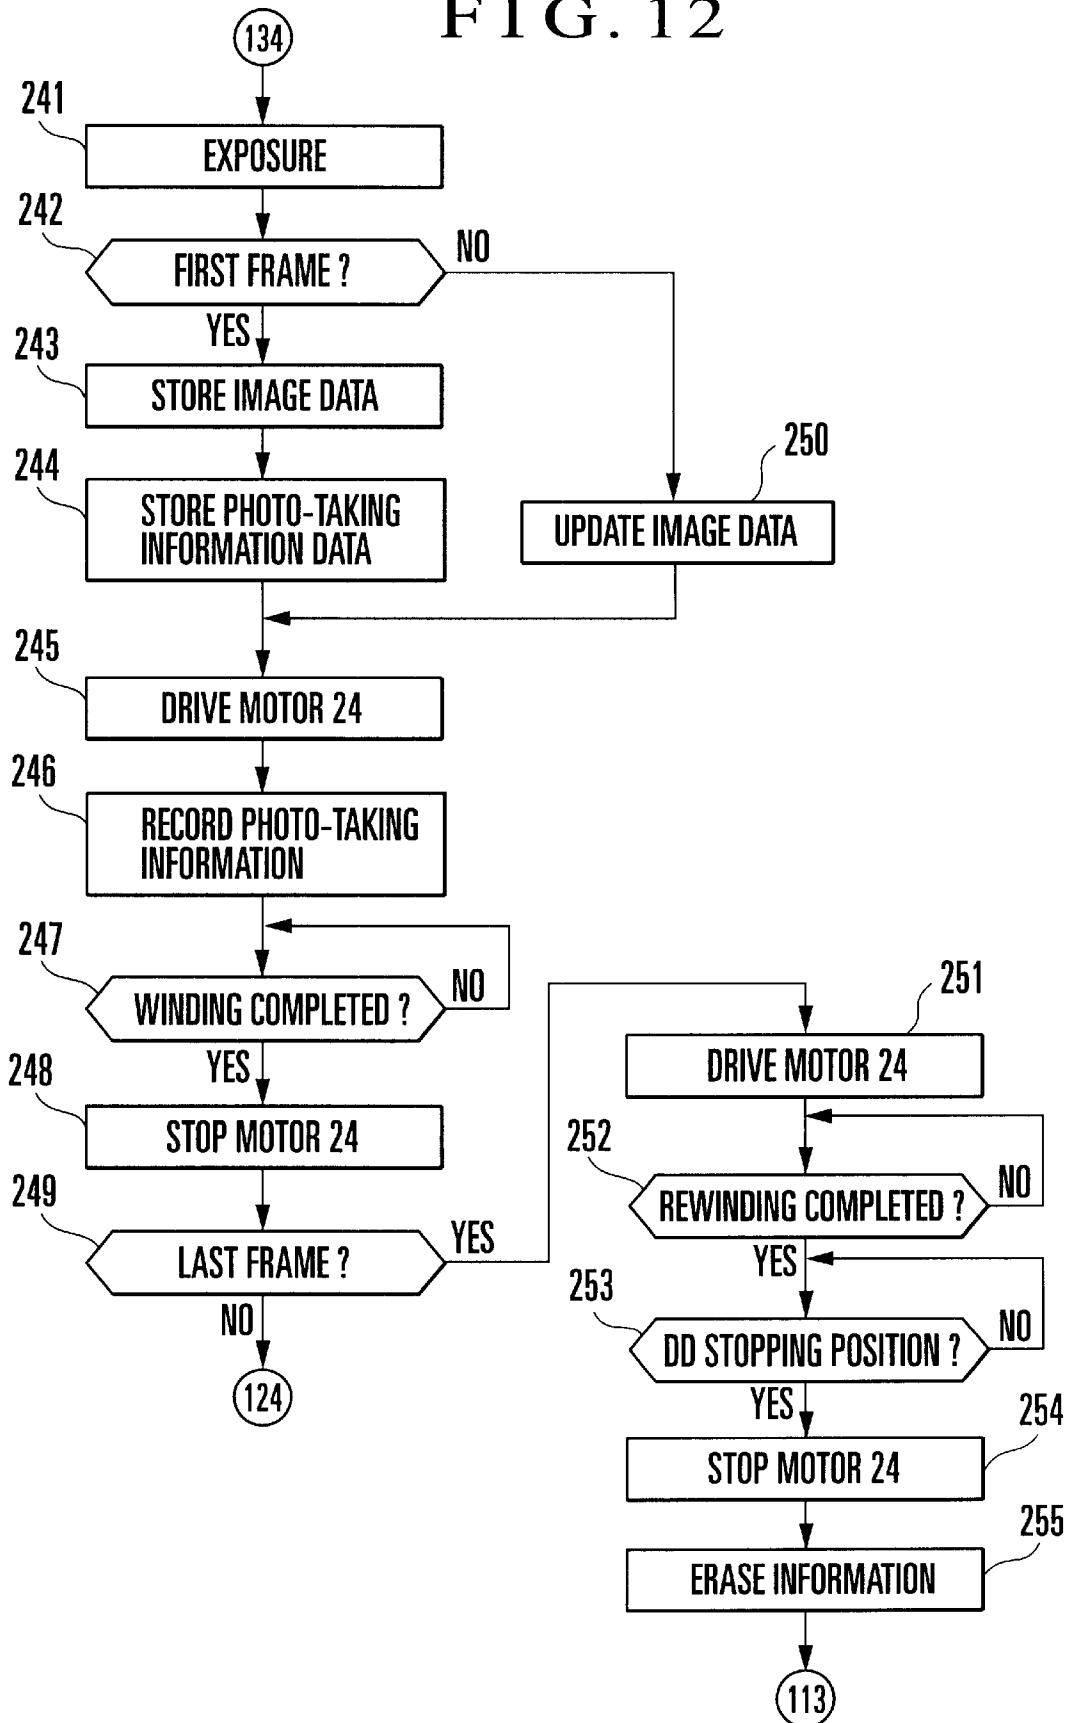 FIG. 12
134
241
EXPOSURE
242
FIRST FRAME ?
NO
YES
243
STORE IMAGE DATA
244
STORE PHOTO-TAKING
INFORMATION DATA
250
UPDATE IMAGE DATA
245
DRIVE MOTOR 24
246
RECORD PHOTO-TAKING
INFORMATION
247
WINDING COMPLETED ?
NO
YES
248
STOP MOTOR 24
249
LAST FRAME ?
YES
NO
124
251
DRIVE MOTOR 24
252
REWINDING COMPLETED ?
NO
YES
253
DD STOPPING POSITION ?
NO
YES
254
STOP MOTOR 24
255
ERASE INFORMATION
113